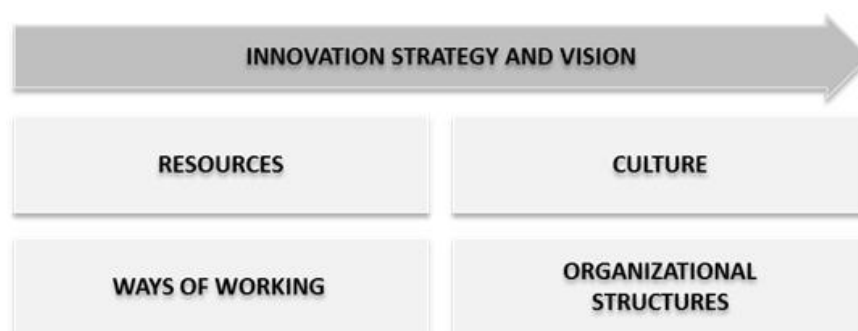 INNOVATION STRATEGY AND VISION
RESOURCES
CULTURE
WAYS OF WORKING
ORGANIZATIONAL
STRUCTURES